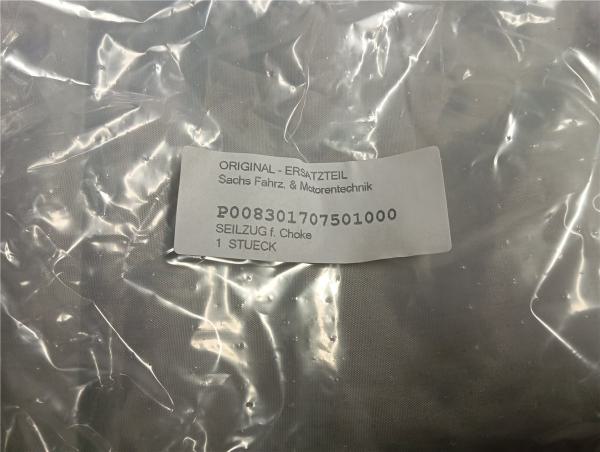 ORIGINAL - ERSATZTEIL
Sachs Fahrz. & Motorentechnik
P008301707501000
SEILZUG f. Choke
1 STUECK